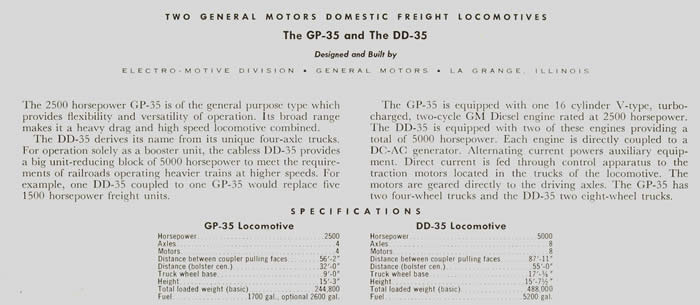 TWO GENERAL MOTORS DOMESTIC FREIGHT LOCOMOTIVES
The GP-35 and The DD-35
Designed and Built by
ELECTRO-MOTIVE DIVISION • GENERAL MOTORS • LA GRANGE, ILLINOIS
The 2500 horsepower GP-35 is of the general purpose type which
provides flexibility and versatility of operation. Its broad range
makes it a heavy drag and high speed locomotive combined.
The DD-35 derives its name from its unique four-axle trucks.
For operation solely as a booster unit, the cabless DD-35 provides
a big unit-reducing block of 5000 horsepower to meet the require-
ments of railroads operating heavier trains at higher speeds. For
example, one DD-35 coupled to one GP-35 would replace five
1500 horsepower freight units.
The GP-35 is equipped with one 16 cylinder V-type, turbo-
charged, two-cycle GM Diesel engine rated at 2500 horsepower.
The DD-35 is equipped with two of these engines providing a
total of 5000 horsepower. Each engine is directly coupled to a
DC-AC generator. Alternating current powers auxiliary equip-
ment. Direct current is fed through control apparatus to the
traction motors located in the trucks of the locomotive. The
motors are geared directly to the driving axles. The GP-35 has
two four-wheel trucks and the DD-35 two eight-wheel trucks.
SPECIFICATIONS
GP-35 Locomotive
Horsepower 2500
Axles 4
Motors 4
Distance between coupler pulling faces 56'-2"
Distance (bolster cen.) 32'-0"
Truck wheel base 9'-0"
Height 15'-3"
Total loaded weight (basic) 244,800
Fuel 1700 gal., optional 2600 gal.
DD-35 Locomotive
Horsepower 5000
Axles 8
Motors 8
Distance between coupler pulling faces 87'-11"
Distance (bolster cen.) 55'-0"
Truck wheel base
Height 15'-7½"
Total loaded weight (basic) 488,000
Fuel 5200 gal.